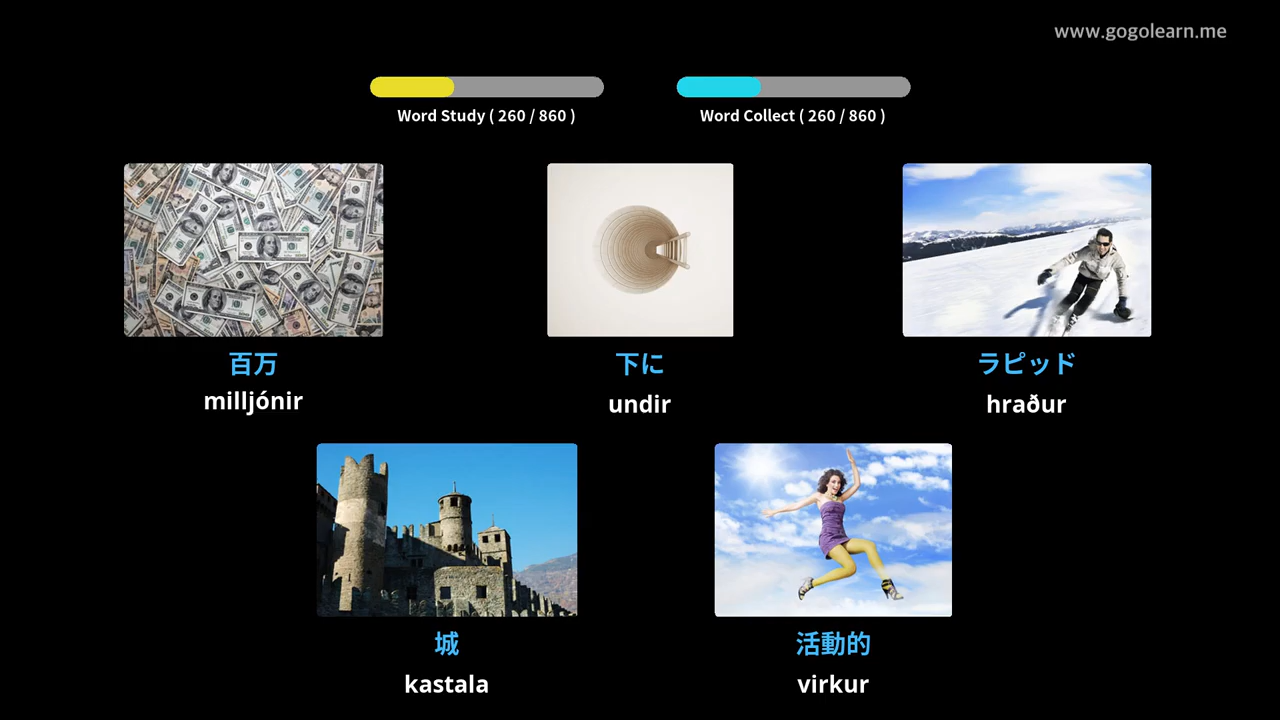 www.gogolearn.me
Word Study ( 260 / 860 )
Word Collect ( 260 / 860 )
百万
milljónir
下に
undir
ラピッド
hraður
城
kastala
活動的
virkur